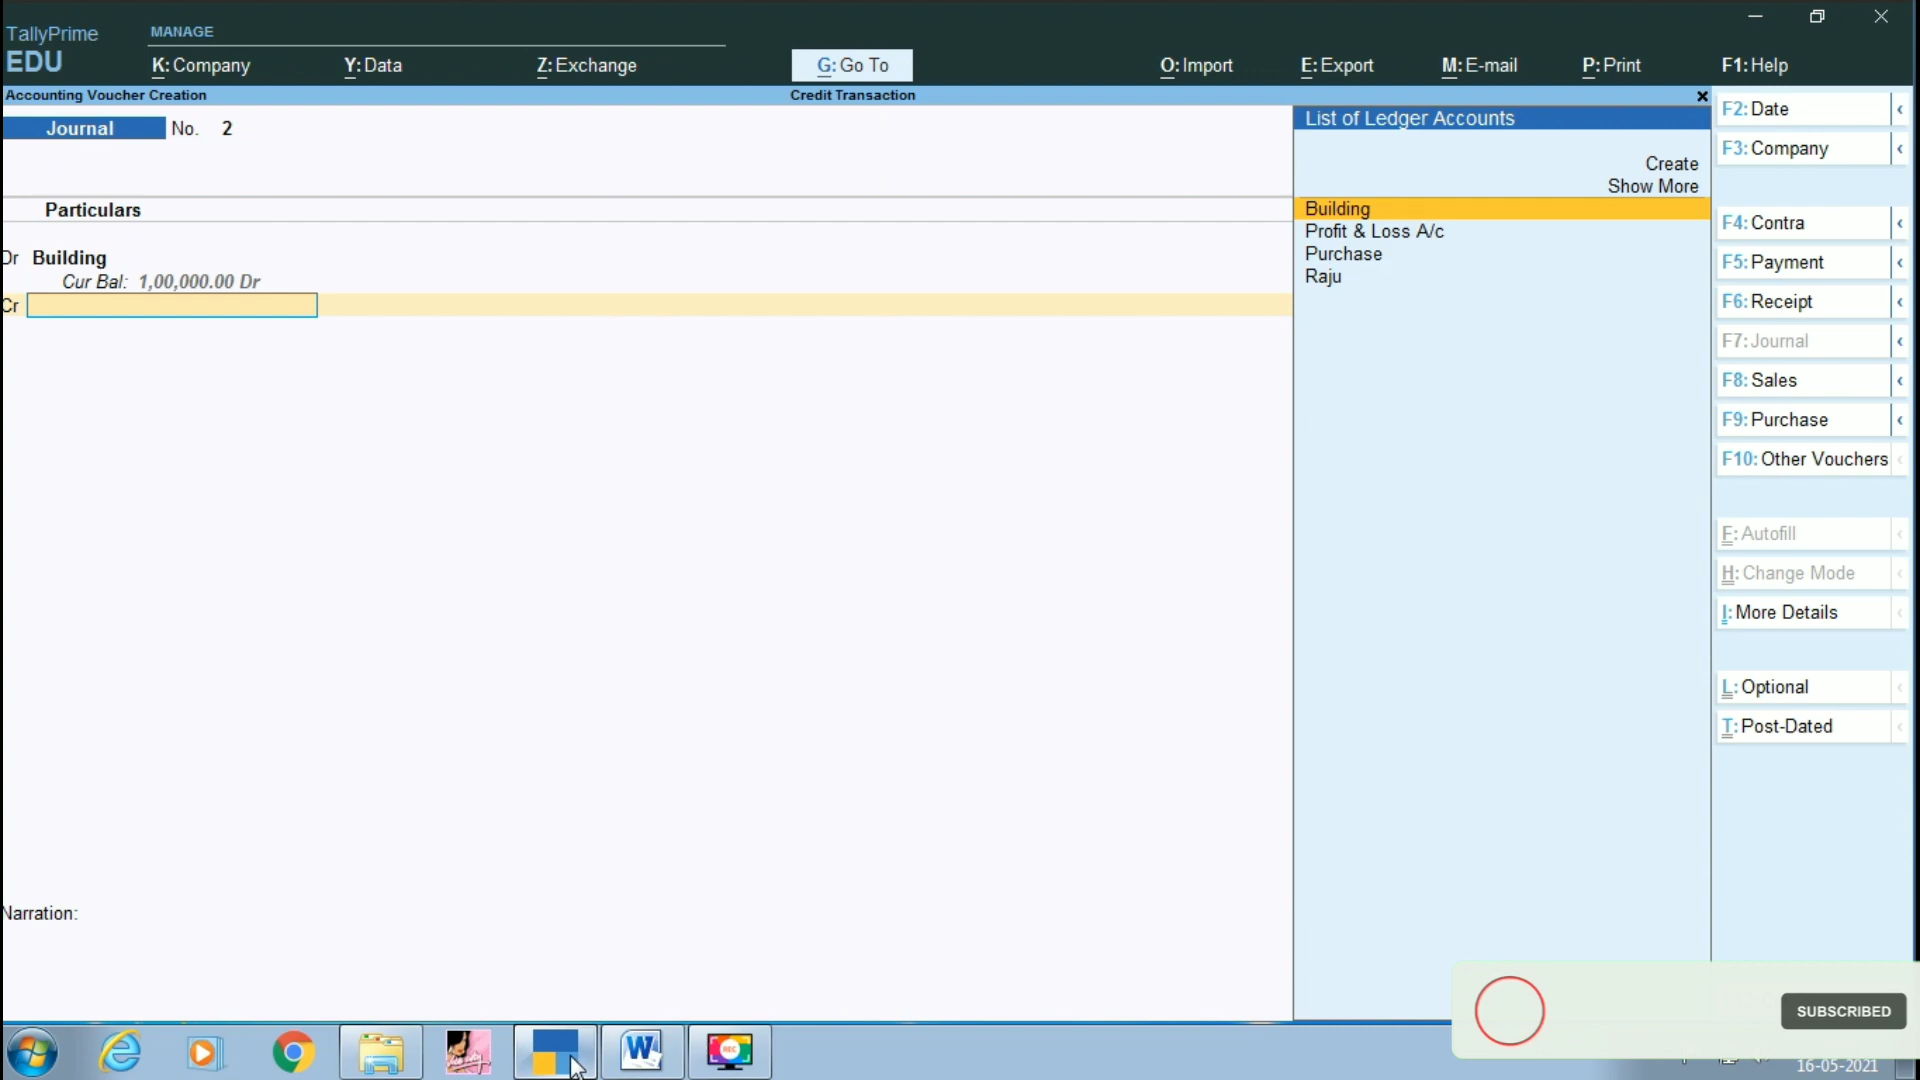 TallyPrime
EDU
MANAGE
K: Company
Y: Data
Z: Exchange
G: Go To
O: Import
E: Export
M: E-mail
P: Print
F1: Help
Accounting Voucher Creation
Credit Transaction
Journal No. 2
Particulars
Dr Building
Cur Bal: 1,00,000.00 Dr
Cr
Narration:
List of Ledger Accounts
Create
Show More
Building
Profit & Loss A/c
Purchase
Raju
F2: Date
F3: Company
F4: Contra
F5: Payment
F6: Receipt
F7: Journal
F8: Sales
F9: Purchase
F10: Other Vouchers
F: Autofill
H: Change Mode
I: More Details
L: Optional
T: Post-Dated
SUBSCRIBED
REC
16-05-2021